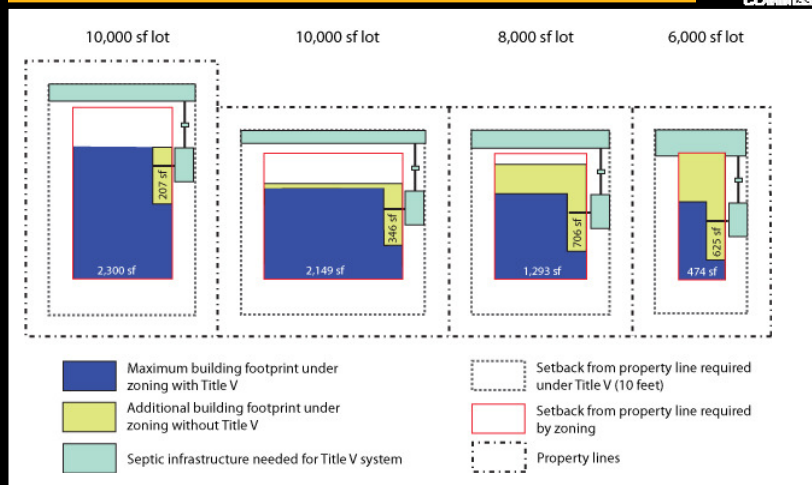 10,000 sf lot
10,000 sf lot
8,000 sf lot
6,000 sf lot
207 sf
2,300 sf
346 sf
2,149 sf
706 sf
1,293 sf
625 sf
474 sf
Maximum building footprint under
zoning with Title V
Additional building footprint under
zoning without Title V
Septic infrastructure needed for Title V system
Setback from property line required
under Title V (10 feet)
Setback from property line required
by zoning
Property lines